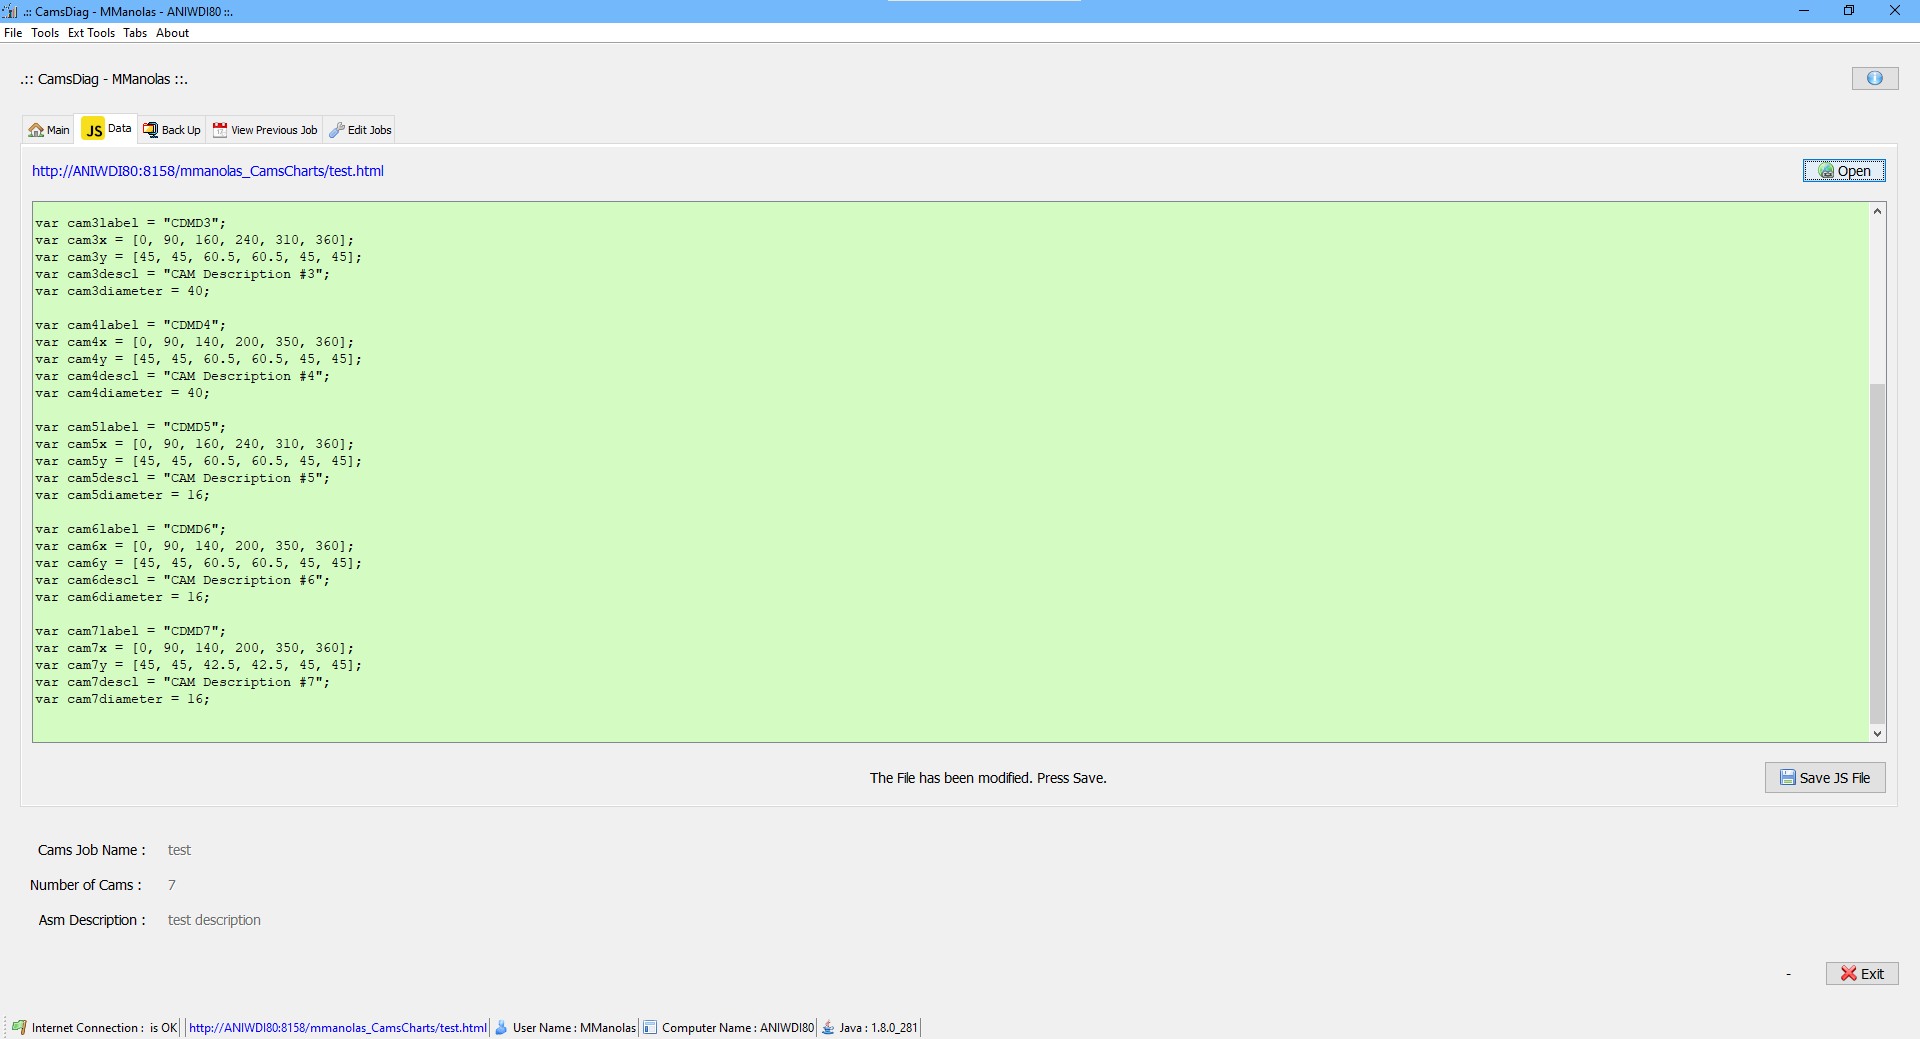 .:: CamsDiag - MManolas - ANIWDI80 ::.
File Tools Ext Tools Tabs About
.:: CamsDiag - MManolas ::.
Main JS Data Back Up View Previous Job Edit Jobs
http://ANIWDI80:8158/mmanolas_CamsCharts/test.html Open
var cam3label = "CDMD3";
var cam3x = [0, 90, 160, 240, 310, 360];
var cam3y = [45, 45, 60.5, 60.5, 45, 45];
var cam3descl = "CAM Description #3";
var cam3diameter = 40;
var cam4label = "CDMD4";
var cam4x = [0, 90, 140, 200, 350, 360];
var cam4y = [45, 45, 60.5, 60.5, 45, 45];
var cam4descl = "CAM Description #4";
var cam4diameter = 40;
var cam5label = "CDMD5";
var cam5x = [0, 90, 160, 240, 310, 360];
var cam5y = [45, 45, 60.5, 60.5, 45, 45];
var cam5descl = "CAM Description #5";
var cam5diameter = 16;
var cam6label = "CDMD6";
var cam6x = [0, 90, 140, 200, 350, 360];
var cam6y = [45, 45, 60.5, 60.5, 45, 45];
var cam6descl = "CAM Description #6";
var cam6diameter = 16;
var cam7label = "CDMD7";
var cam7x = [0, 90, 140, 200, 350, 360];
var cam7y = [45, 45, 42.5, 42.5, 45, 45];
var cam7descl = "CAM Description #7";
var cam7diameter = 16;
The File has been modified. Press Save. Save JS File
Cams Job Name : test
Number of Cams : 7
Asm Description : test description
- Exit
Internet Connection : is OK http://ANIWDI80:8158/mmanolas_CamsCharts/test.html User Name : MManolas Computer Name : ANIWDI80 Java : 1.8.0_281